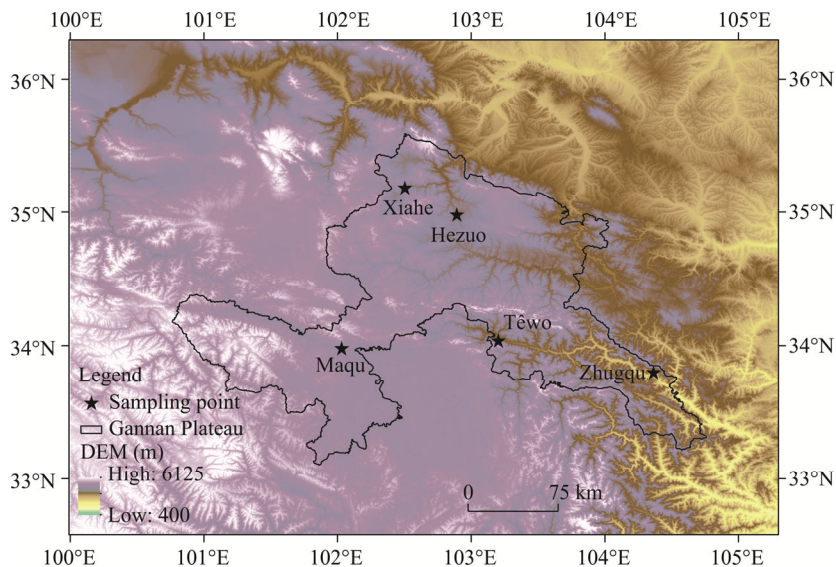 100°E 101°E 102°E 103°E 104°E 105°E
36°N 36°N
35°N 35°N
34°N 34°N
33°N 33°N
Xiahe
Hezuo
Têwo
Maqu
Zhugqu
Legend
Sampling point
Gannan Plateau
DEM (m)
High: 6125
Low: 400
0 75 km
100°E 101°E 102°E 103°E 104°E 105°E